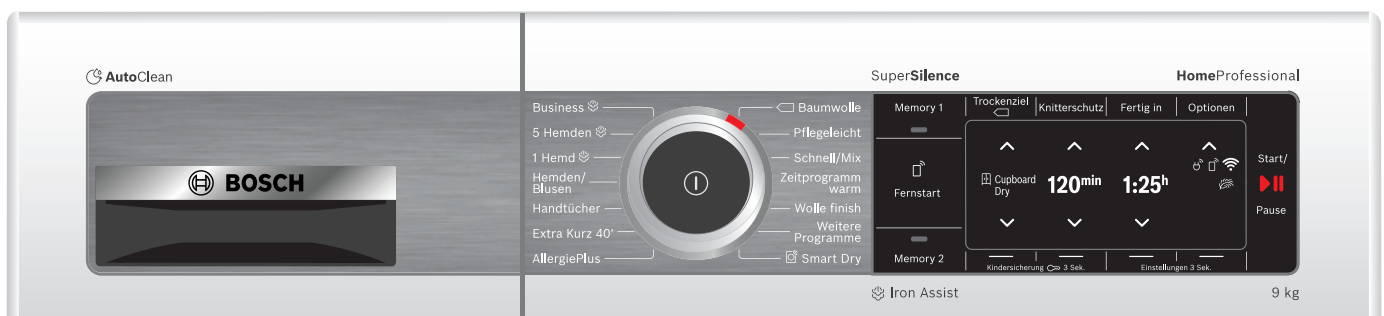 AutoClean
SuperSilence
HomeProfessional
BOSCH
Business
5 Hemden
1 Hemd
Hemden/
Blusen
Handtücher
Extra Kurz 40'
AllergiePlus
Baumwolle
Pflegeleicht
Schnell/Mix
Zeitprogramm
warm
Wolle finish
Weitere
Programme
Smart Dry
Memory 1
Fernstart
Memory 2
Trockenziel
Knitterschutz
Fertig in
Optionen
Cupboard
Dry
120min
1:25h
Kindersicherung 3 Sek.
Einstellungen 3 Sek.
Start/
Pause
Iron Assist
9 kg